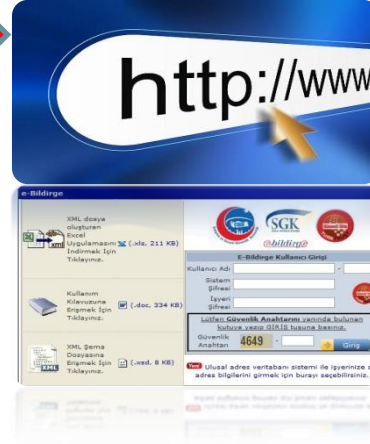 http://www
e-Bildirge
XML dosya
oluşturan
Excel
Uygulamasını (.xls, 211 KB)
İndirmek İçin
Tıklayınız.
Kullanım
Kılavuzuna (.doc, 334 KB)
Erişmek İçin
Tıklayınız.
XML Şema
Dosyasına (.xsd, 8 KB)
Erişmek İçin
Tıklayınız.
SGK
@bildirg@
E-Bildirge Kullanıcı Girişi
Kullanıcı Adı -
Sistem
Şifresi
İşyeri
Şifresi
Lütfen Güvenlik Anahtarını yanında bulunan
kutuya yazıp GİRİŞ tuşuna basınız.
Güvenlik
Anahtarı 4649 - Giriş
Ulusal adres veritabanı sistemi ile işyerinize a
adres bilgilerini girmek için burayı seçebilirsiniz.